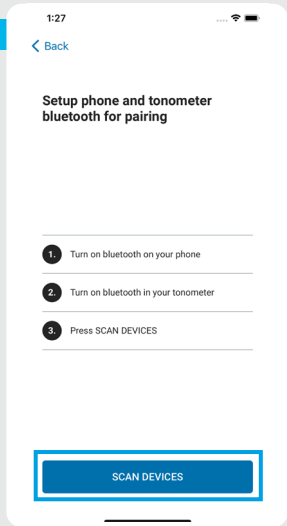 1:27
Back
Setup phone and tonometer
bluetooth for pairing
1. Turn on bluetooth on your phone
2. Turn on bluetooth in your tonometer
3. Press SCAN DEVICES
SCAN DEVICES